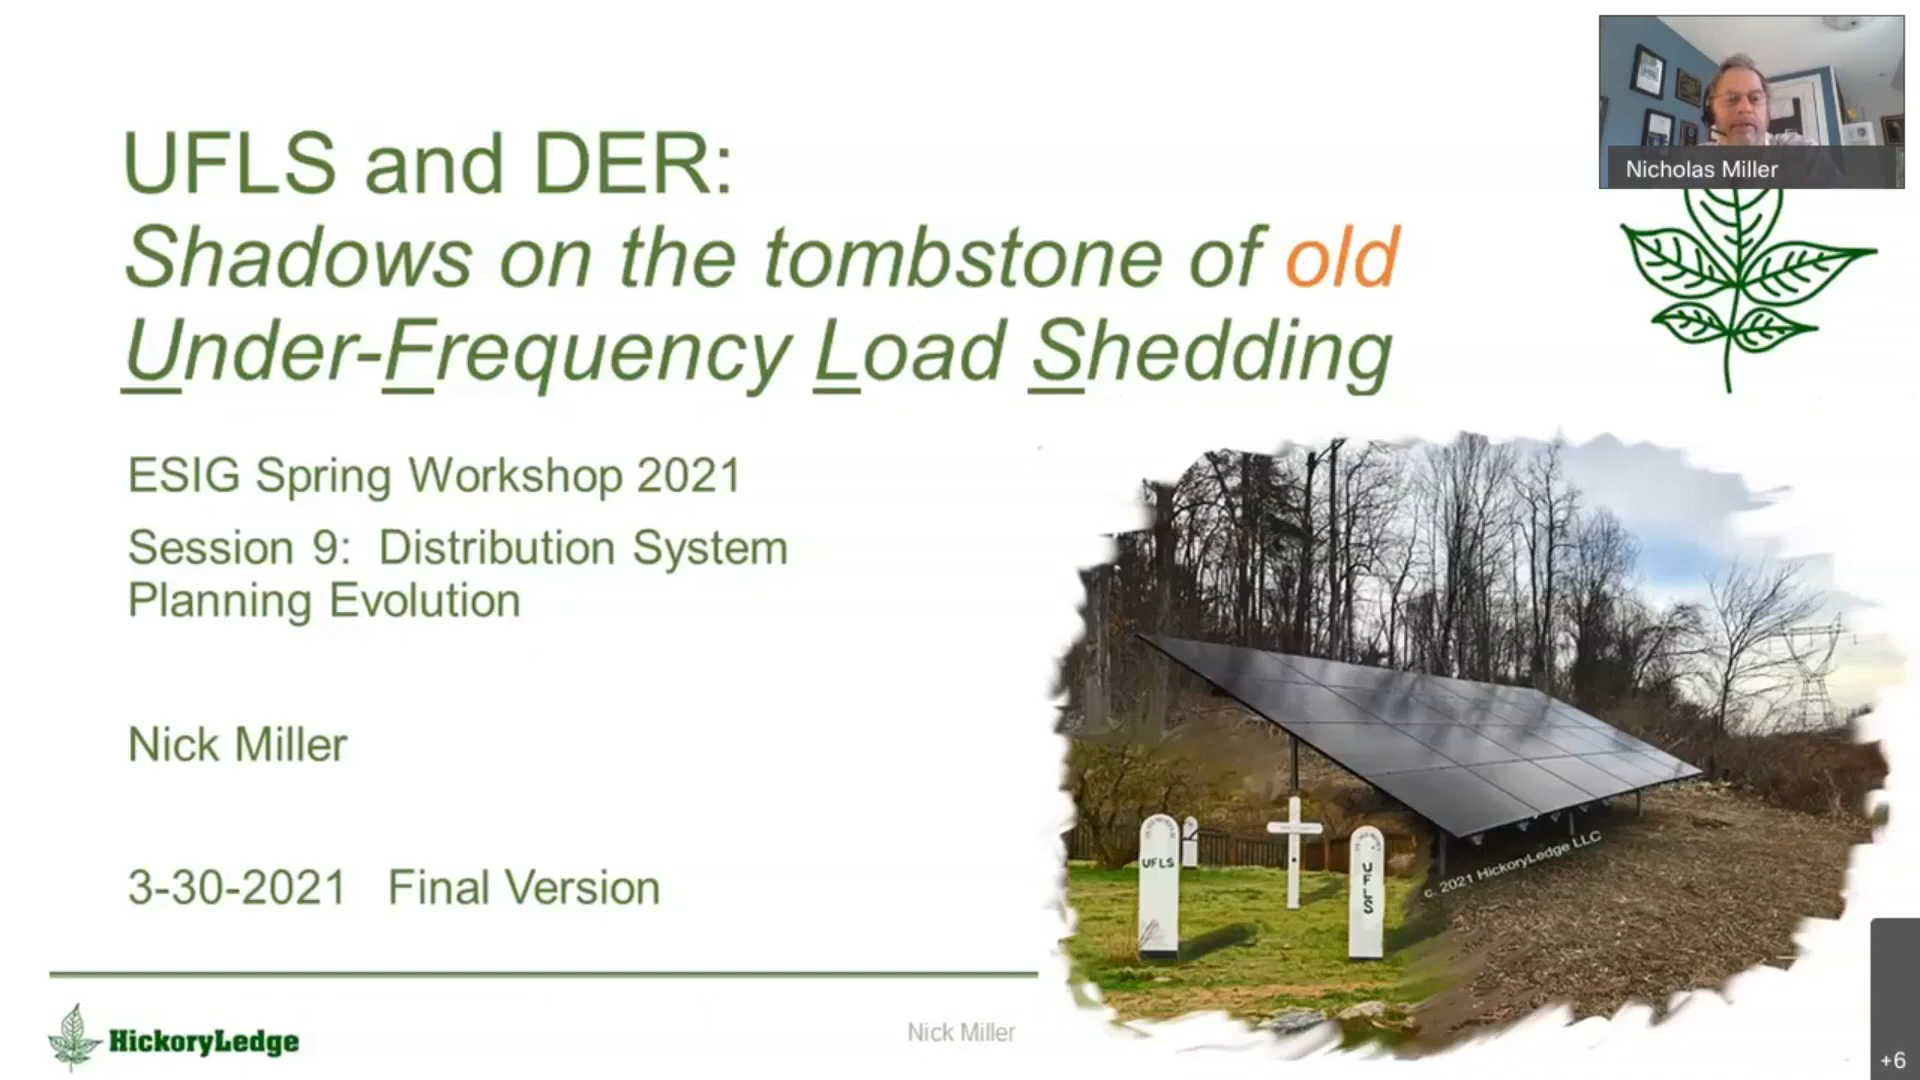 Nicholas Miller
UFLS and DER:
Shadows on the tombstone of old
Under-Frequency Load Shedding
ESIG Spring Workshop 2021
Session 9: Distribution System
Planning Evolution
Nick Miller
3-30-2021 Final Version
UFLS
UFLS
c. 2021 HickoryLedge LLC
HickoryLedge
Nick Miller
+6